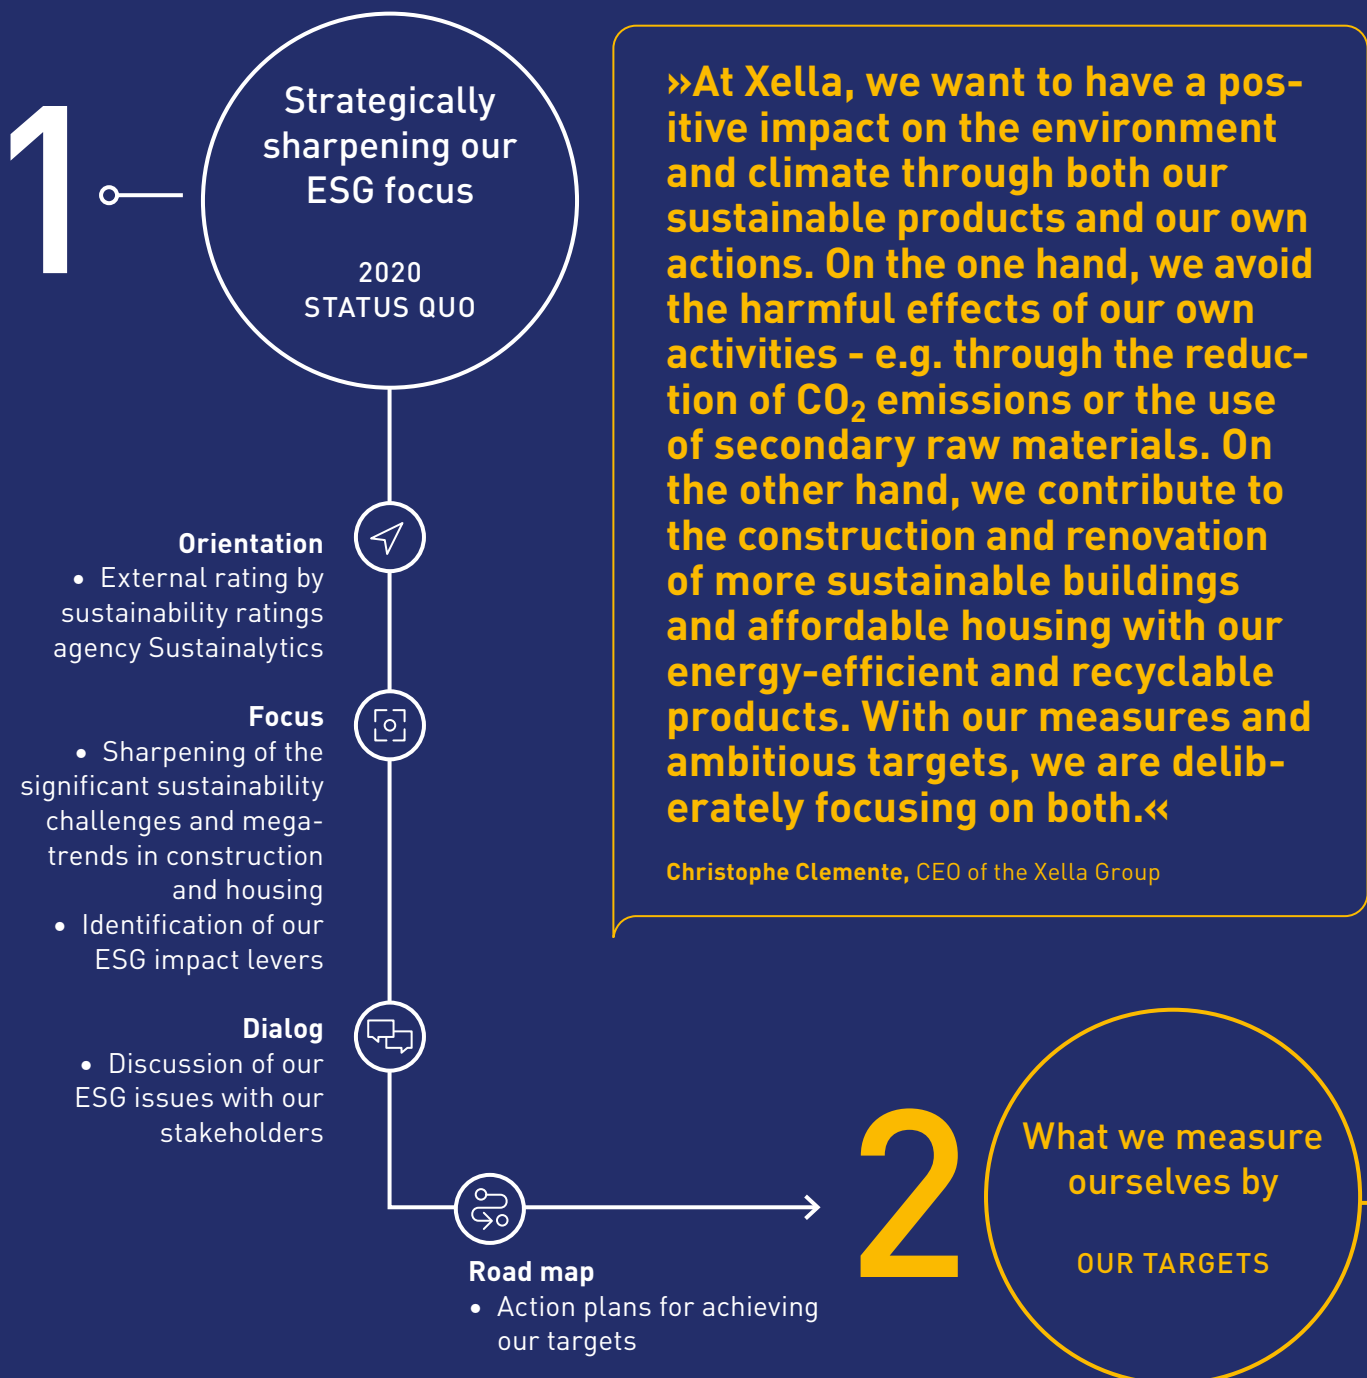 1
Strategically
sharpening our
ESG focus
2020
STATUS QUO
»At Xella, we want to have a pos-
itive impact on the environment
and climate through both our
sustainable products and our own
actions. On the one hand, we avoid
the harmful effects of our own
activities - e.g. through the reduc-
tion of CO₂ emissions or the use
of secondary raw materials. On
the other hand, we contribute to
the construction and renovation
of more sustainable buildings
and affordable housing with our
energy-efficient and recyclable
products. With our measures and
ambitious targets, we are delib-
erately focusing on both.«
Christophe Clemente, CEO of the Xella Group
Orientation
• External rating by
sustainability ratings
agency Sustainalytics
Focus
• Sharpening of the
significant sustainability
challenges and mega-
trends in construction
and housing
• Identification of our
ESG impact levers
Dialog
• Discussion of our
ESG issues with our
stakeholders
Road map
• Action plans for achieving
our targets
2
What we measure
ourselves by
OUR TARGETS